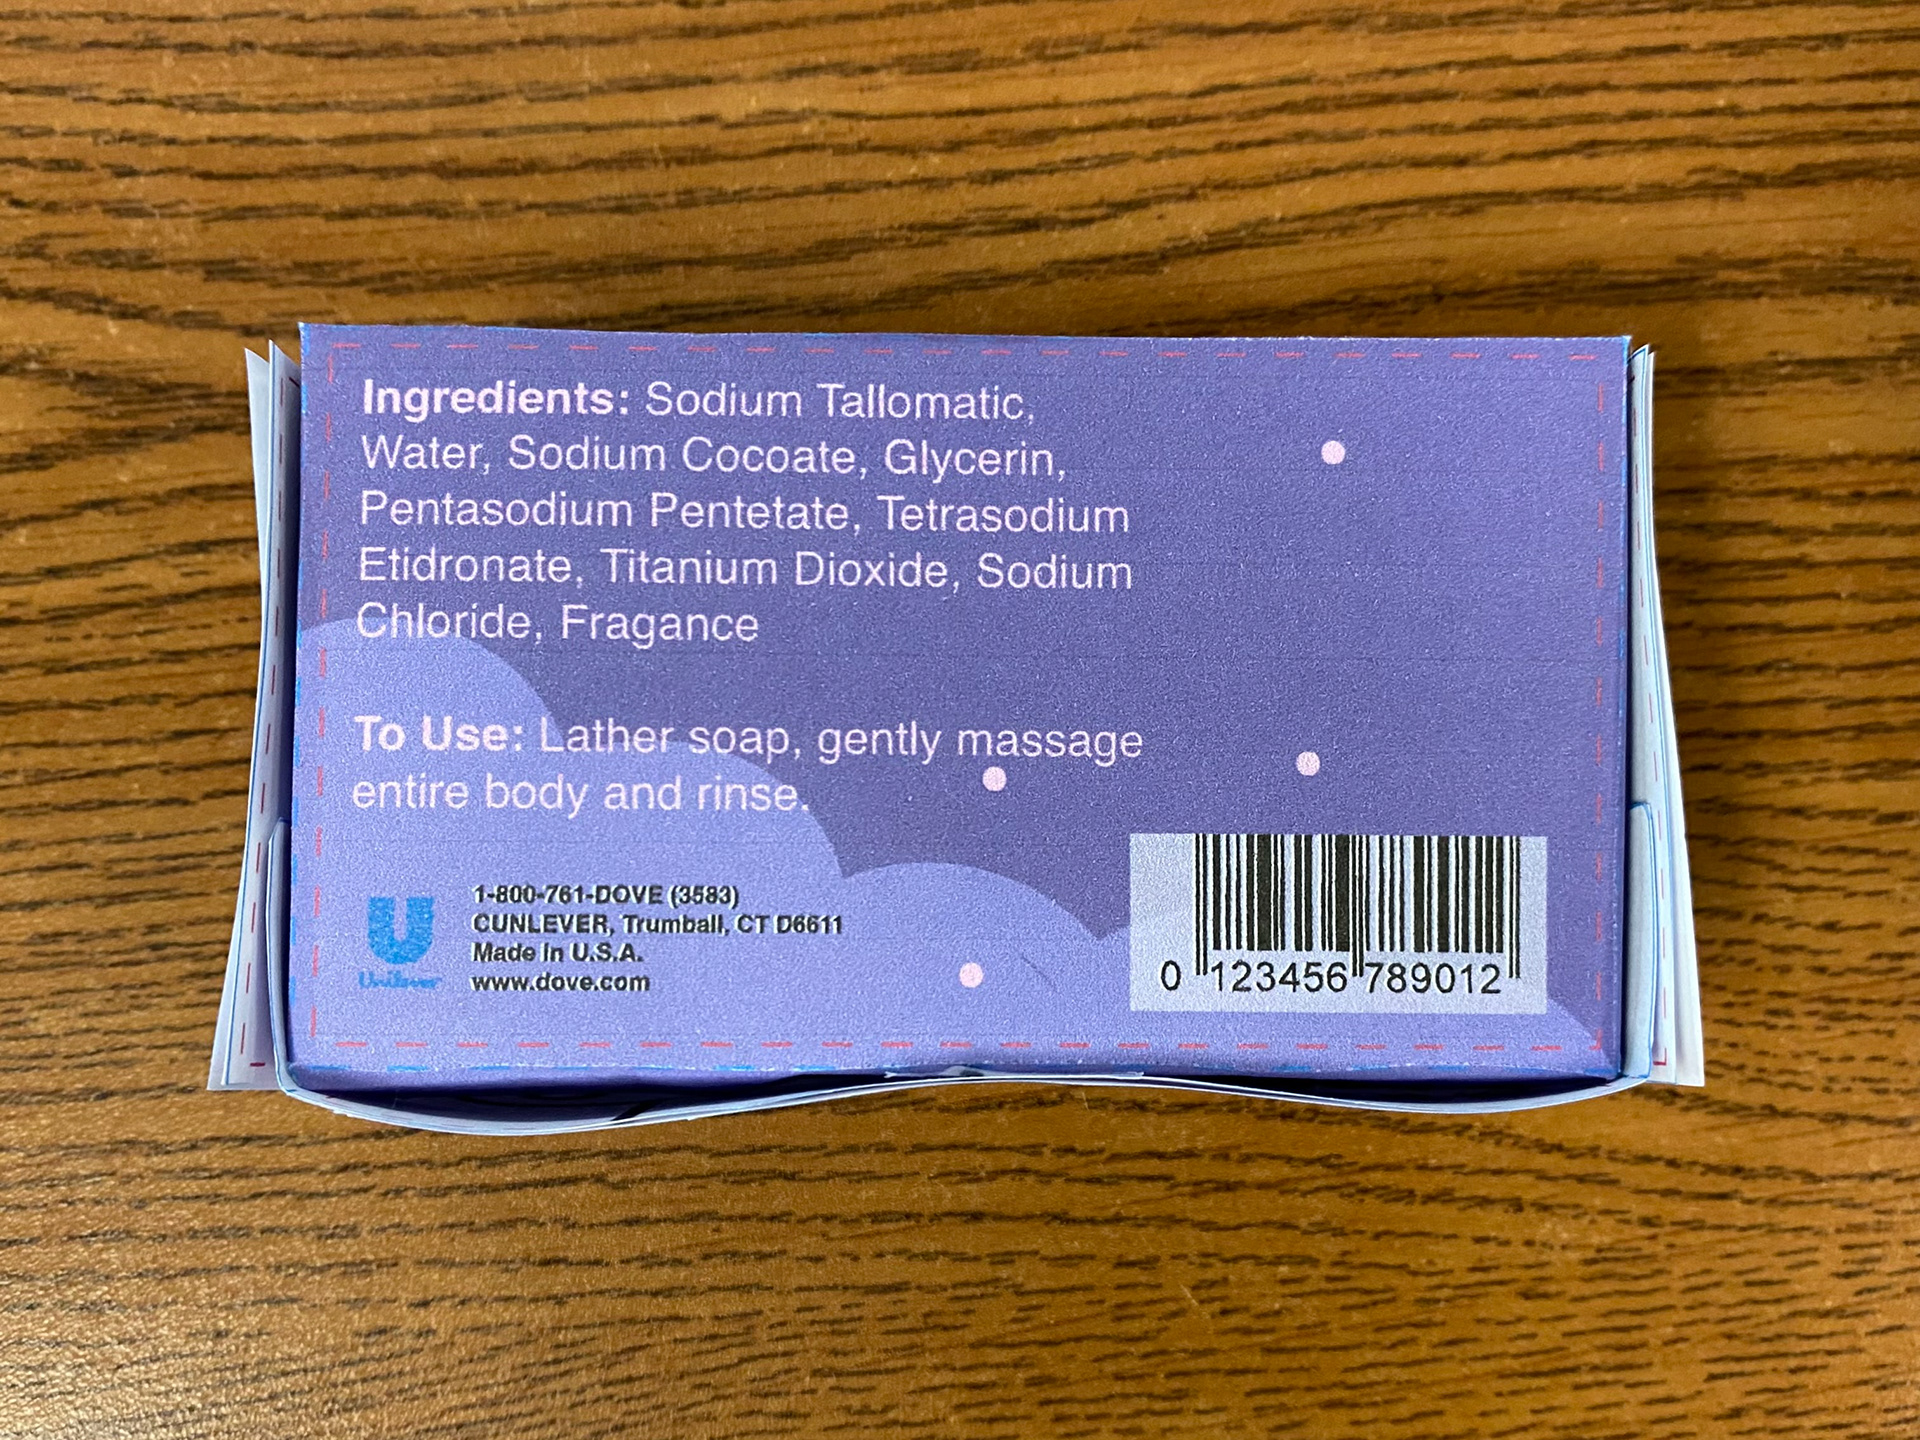 Ingredients: Sodium Tallomatic,
Water, Sodium Cocoate, Glycerin,
Pentasodium Pentetate, Tetrasodium
Etidronate, Titanium Dioxide, Sodium
Chloride, Fragance
To Use: Lather soap, gently massage
entire body and rinse.
Unilever
1-800-761-DOVE (3583)
CUNLEVER, Trumball, CT D6611
Made in U.S.A.
www.dove.com
0 123456 789012